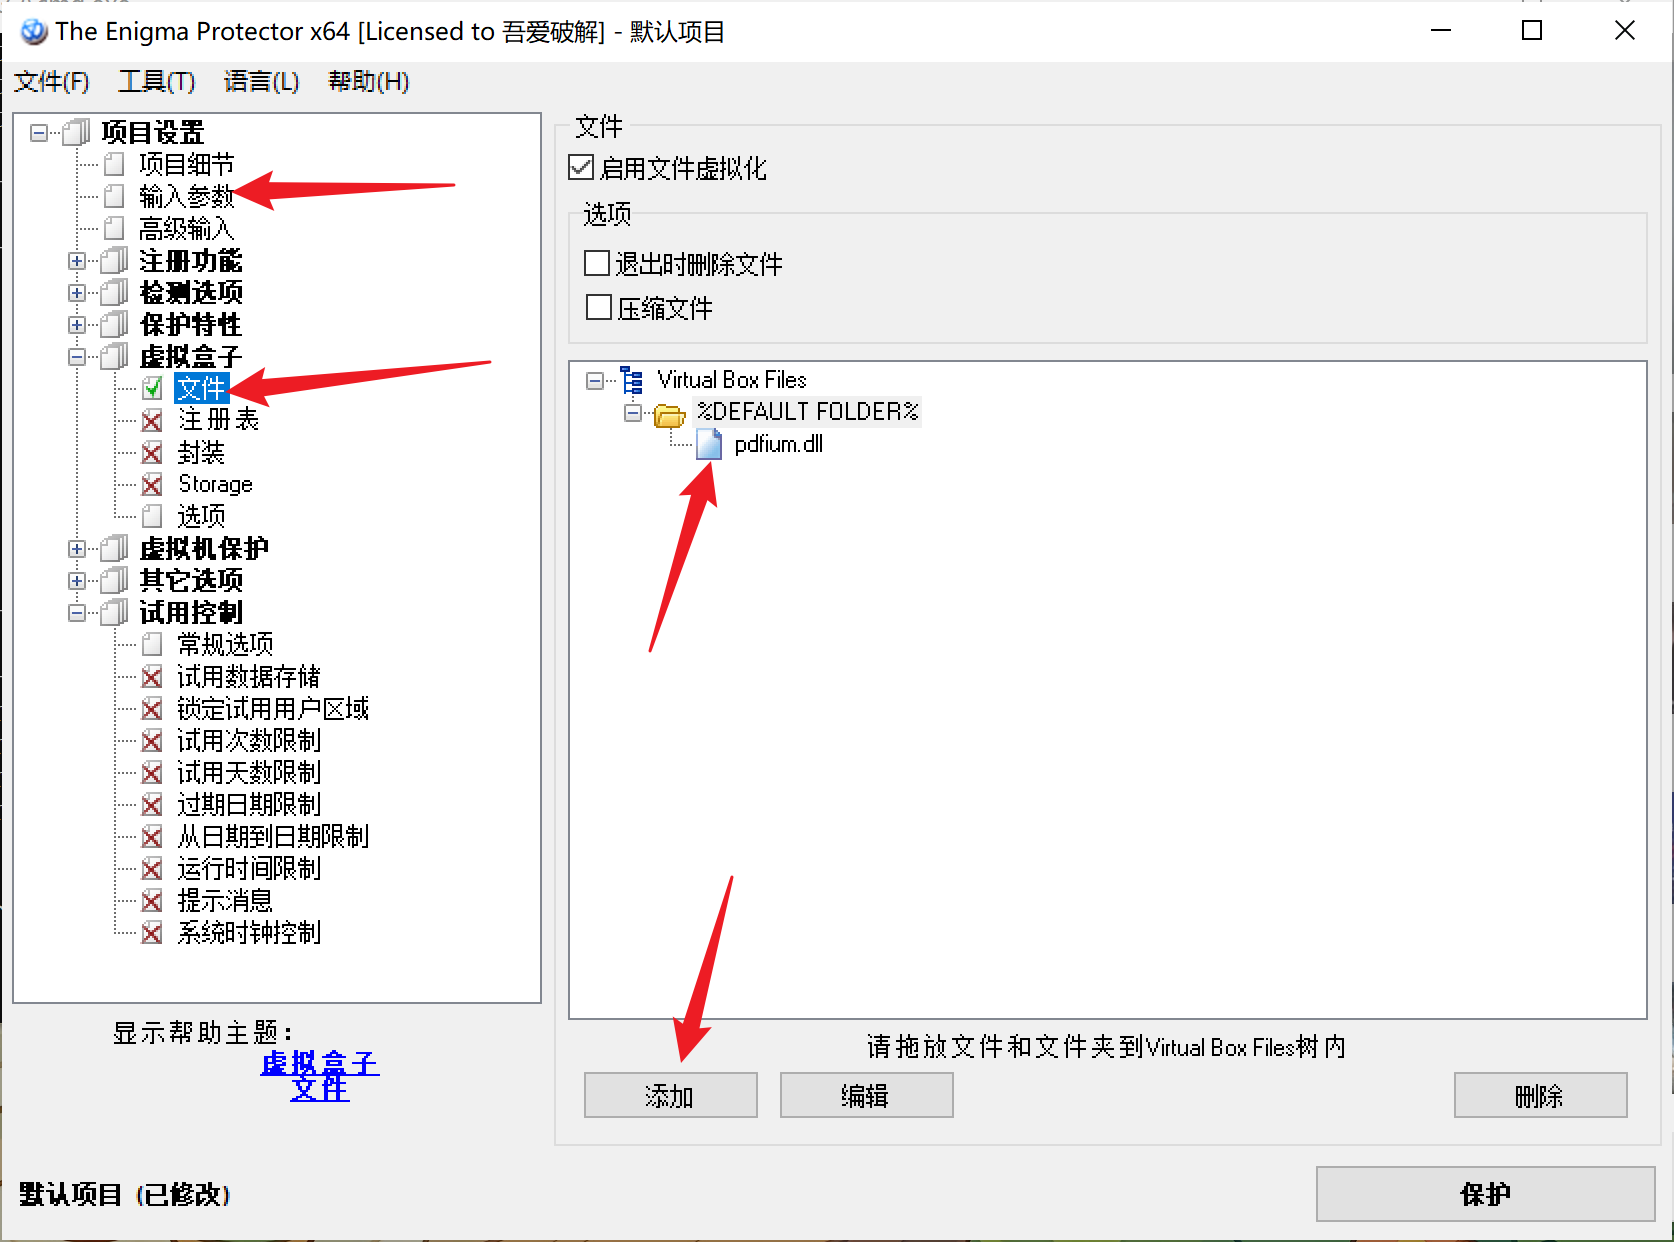 The Enigma Protector x64 [Licensed to 吾爱破解] - 默认项目
文件(F) 工具(T) 语言(L) 帮助(H)
项目设置
项目细节
输入参数
高级输入
注册功能
检测选项
保护特性
虚拟盒子
文件
注册表
封装
Storage
选项
虚拟机保护
其它选项
试用控制
常规选项
试用数据存储
锁定试用用户区域
试用次数限制
试用天数限制
过期日期限制
从日期到日期限制
运行时间限制
提示消息
系统时钟控制
显示帮助主题：
虚拟盒子
文件
文件
启用文件虚拟化
选项
退出时删除文件
压缩文件
Virtual Box Files
%DEFAULT FOLDER%
pdfium.dll
请拖放文件和文件夹到Virtual Box Files树内
添加 编辑 删除
默认项目 (已修改)
保护